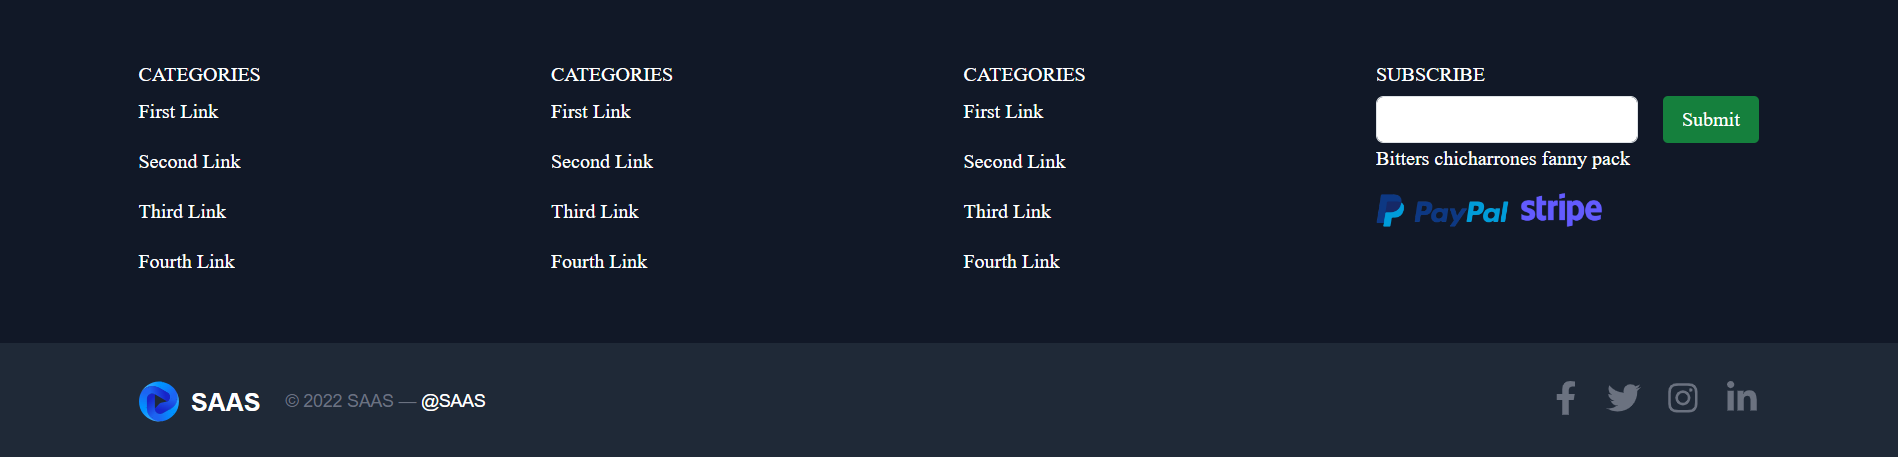 CATEGORIES
First Link
Second Link
Third Link
Fourth Link
CATEGORIES
First Link
Second Link
Third Link
Fourth Link
CATEGORIES
First Link
Second Link
Third Link
Fourth Link
SUBSCRIBE
Submit
Bitters chicharrones fanny pack
PayPal stripe
SAAS © 2022 SAAS — @SAAS